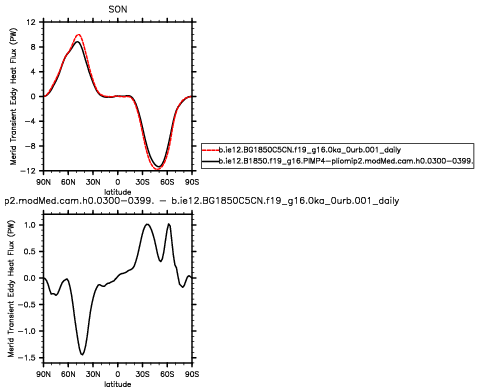 SON
Merid Transient Eddy Heat Flux (PW)
12
8
4
0
−4
−8
−12
90N 60N 30N 0 30S 60S 90S
latitude
b.ie12.BG1850C5CN.f19_g16.0ka_0urb.001_daily
b.ie12.B1850.f19_g16.PIMP4−pliomip2.modMed.cam.h0.0300−0399.
p2.modMed.cam.h0.0300−0399. − b.ie12.BG1850C5CN.f19_g16.0ka_0urb.001_daily
Merid Transient Eddy Heat Flux (PW)
1.0
0.5
0.0
−0.5
−1.0
−1.5
90N 60N 30N 0 30S 60S 90S
latitude